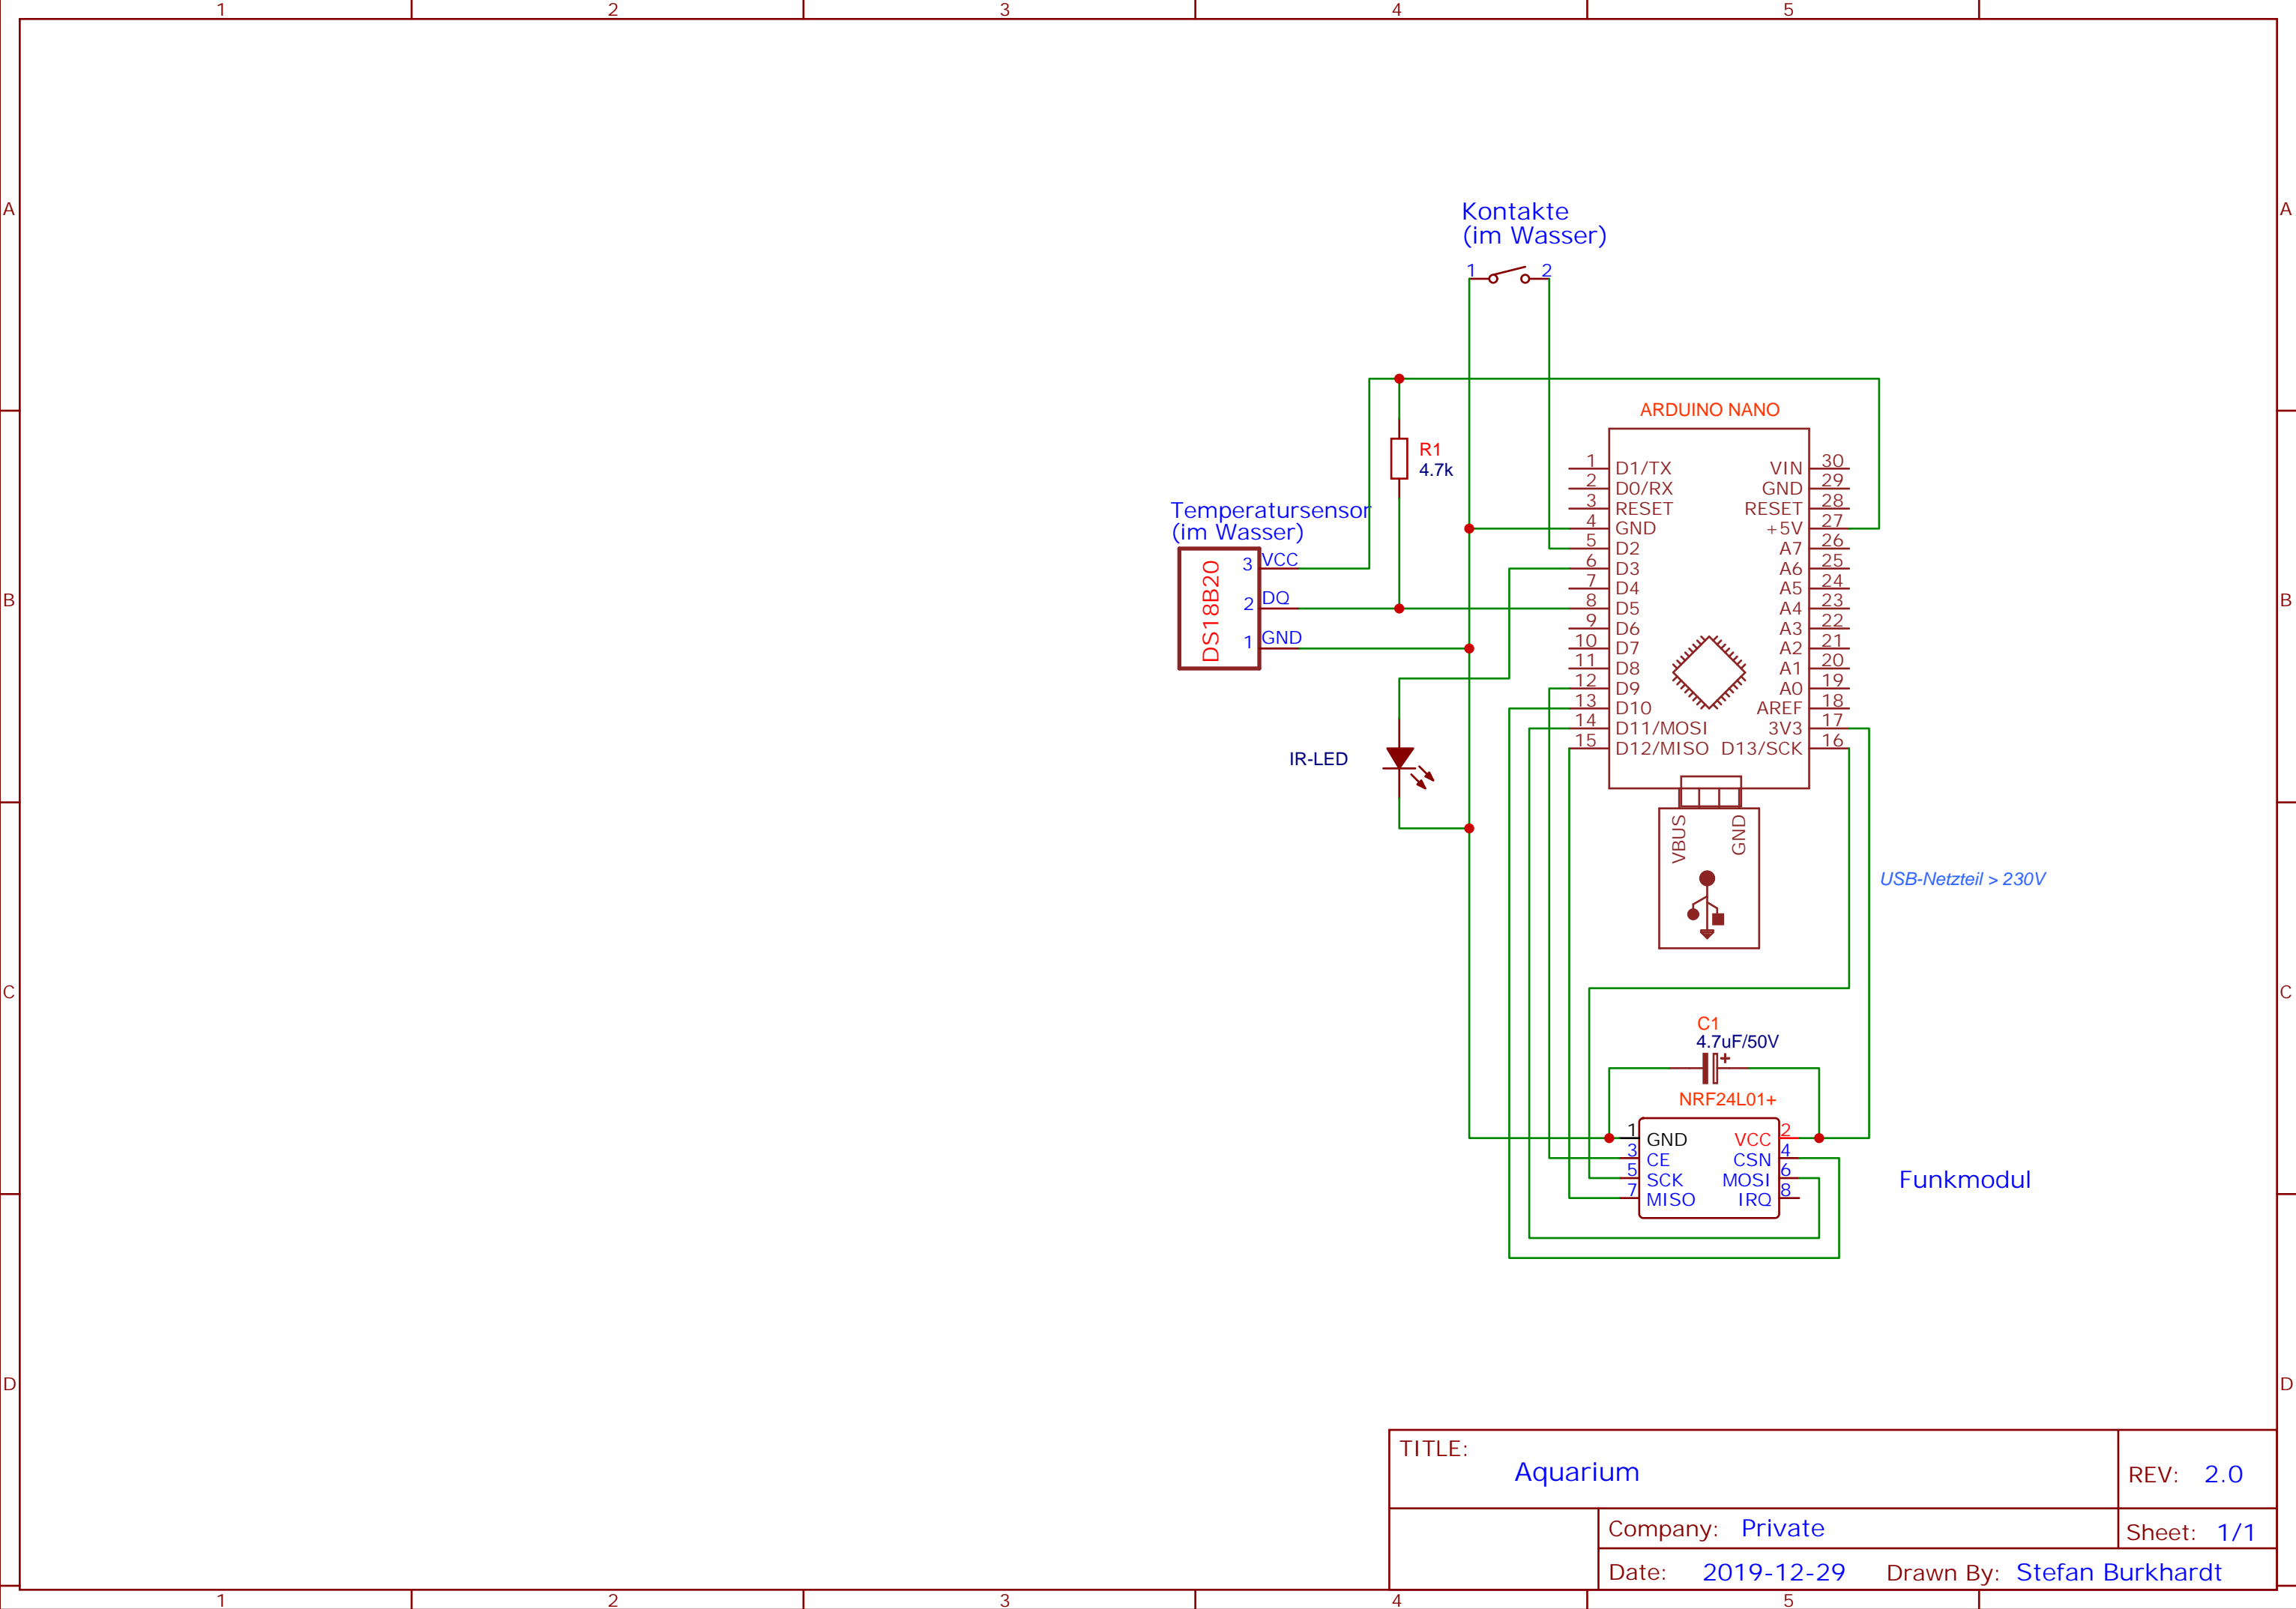 1 2 3 4 5
A A
Kontakte
(im Wasser)
1 2
ARDUINO NANO
R1
4.7k
1 D1/TX VIN 30
2 D0/RX GND 29
3 RESET RESET 28
4 GND +5V 27
5 D2 A7 26
6 D3 A6 25
7 D4 A5 24
8 D5 A4 23
9 D6 A3 22
10 D7 A2 21
11 D8 A1 20
12 D9 A0 19
13 D10 AREF 18
14 D11/MOSI 3V3 17
15 D12/MISO D13/SCK 16
Temperatursensor
(im Wasser)
DS18B20
3 VCC
2 DQ
1 GND
B B
IR-LED
VBUS GND
USB-Netzteil > 230V
C C
C1
4.7uF/50V
+
NRF24L01+
1 GND VCC 2
3 CE CSN 4
5 SCK MOSI 6
7 MISO IRQ 8
Funkmodul
D D
TITLE:
Aquarium
REV: 2.0
Company: Private
Sheet: 1/1
Date: 2019-12-29 Drawn By: Stefan Burkhardt
1 2 3 4 5